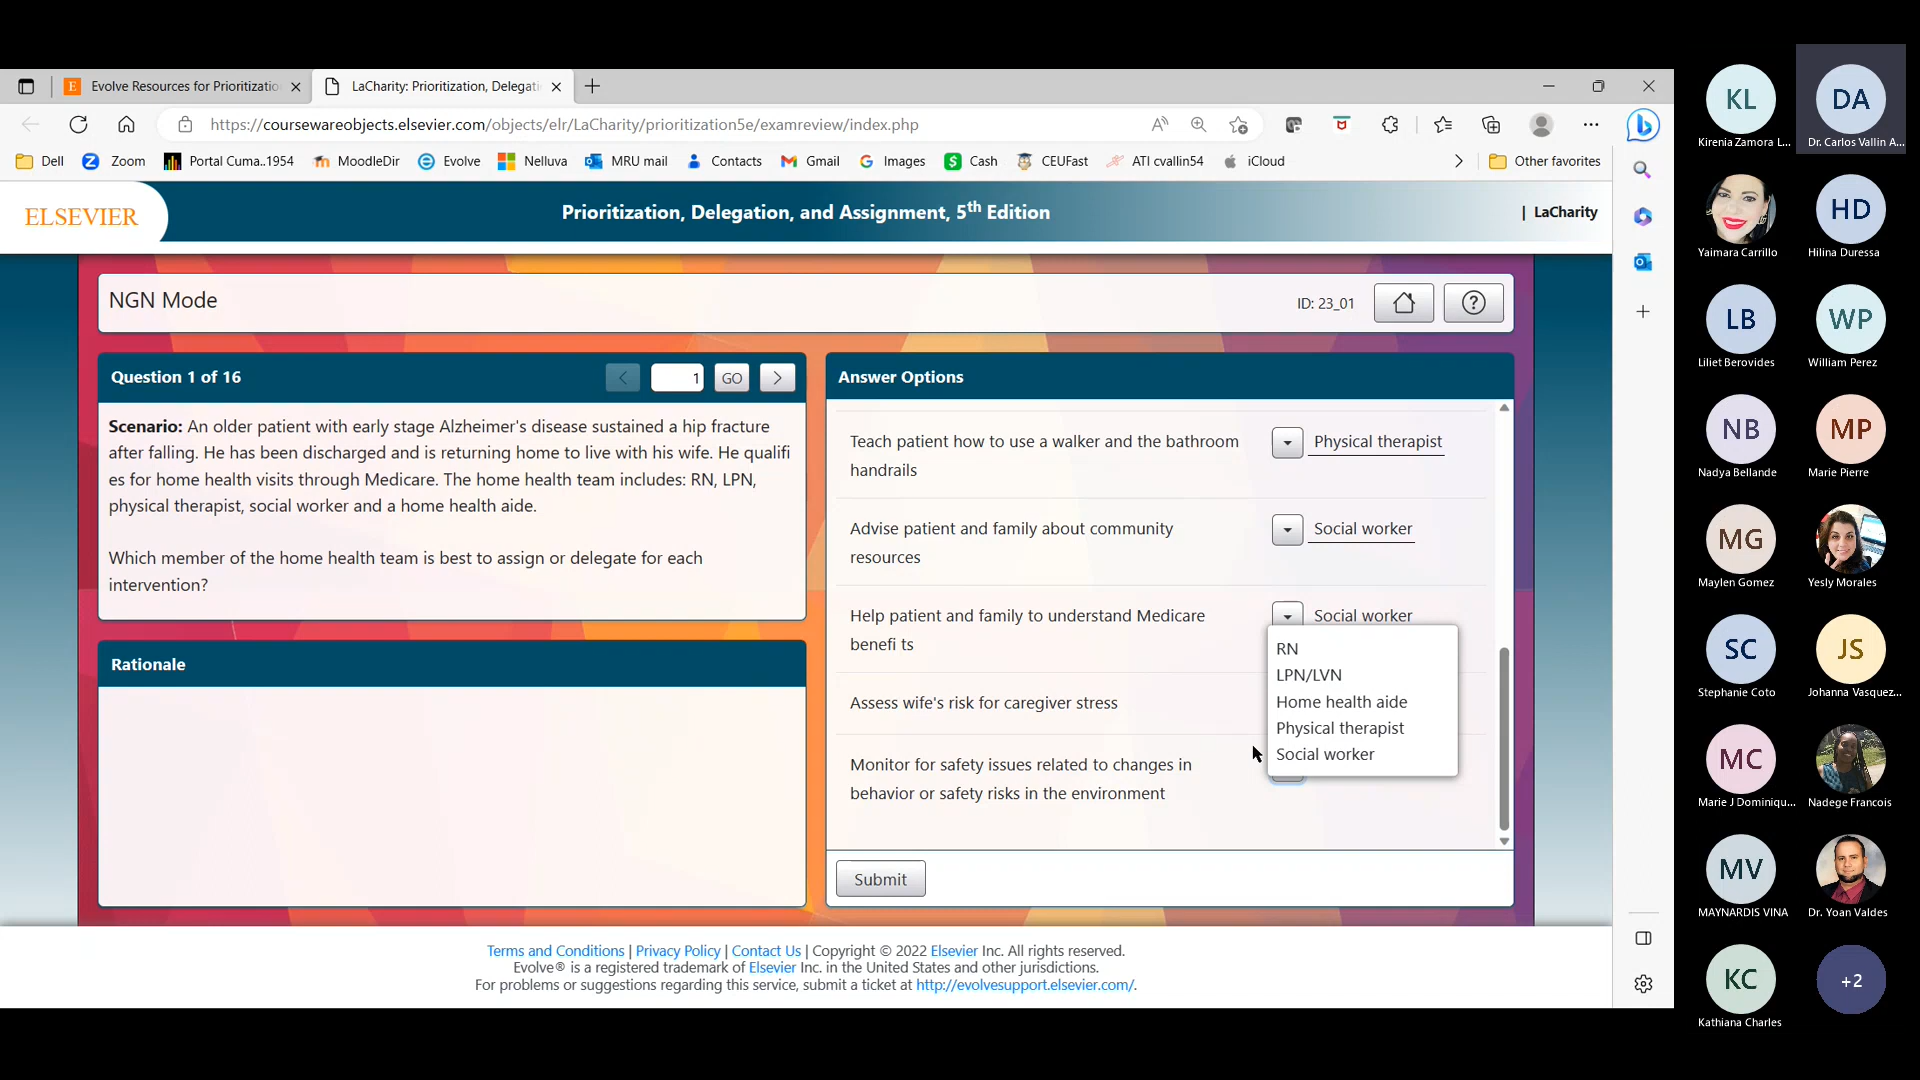 Evolve Resources for Prioritizatio
LaCharity: Prioritization, Delegati
https://coursewareobjects.elsevier.com/objects/elr/LaCharity/prioritization5e/examreview/index.php
Dell
Zoom
Portal Cuma..1954
MoodleDir
Evolve
Nelluva
MRU mail
Contacts
Gmail
Images
Cash
CEUFast
ATI cvallin54
iCloud
Other favorites
ELSEVIER
Prioritization, Delegation, and Assignment, 5th Edition
| LaCharity
NGN Mode
ID: 23_01
Question 1 of 16
1
GO
Scenario: An older patient with early stage Alzheimer's disease sustained a hip fracture
after falling. He has been discharged and is returning home to live with his wife. He qualifi
es for home health visits through Medicare. The home health team includes: RN, LPN,
physical therapist, social worker and a home health aide.
Which member of the home health team is best to assign or delegate for each
intervention?
Rationale
Answer Options
Teach patient how to use a walker and the bathroom
handrails
Physical therapist
Advise patient and family about community
resources
Social worker
Help patient and family to understand Medicare
benefi ts
Social worker
Assess wife's risk for caregiver stress
Monitor for safety issues related to changes in
behavior or safety risks in the environment
RN
LPN/LVN
Home health aide
Physical therapist
Social worker
Submit
Terms and Conditions | Privacy Policy | Contact Us | Copyright © 2022 Elsevier Inc. All rights reserved.
Evolve® is a registered trademark of Elsevier Inc. in the United States and other jurisdictions.
For problems or suggestions regarding this service, submit a ticket at http://evolvesupport.elsevier.com/.
KL
Kirenia Zamora L...
DA
Dr. Carlos Vallin A...
Yaimara Carrillo
HD
Hilina Duressa
LB
Liliet Berovides
WP
William Perez
NB
Nadya Bellande
MP
Marie Pierre
MG
Maylen Gomez
Yesly Morales
SC
Stephanie Coto
JS
Johanna Vasquez...
MC
Marie J Dominiqu...
Nadege Francois
MV
MAYNARDIS VINA
Dr. Yoan Valdes
KC
Kathiana Charles
+2